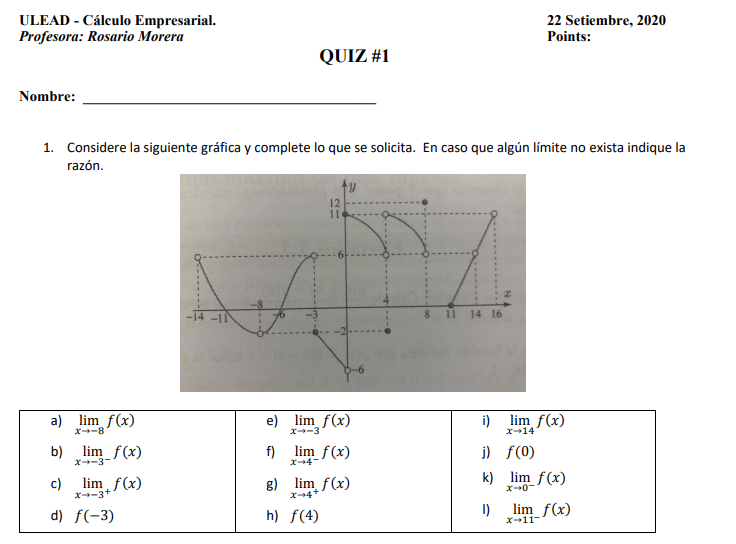 ULEAD - Cálculo Empresarial.
22 Setiembre, 2020
Profesora: Rosario Morera
Points:
QUIZ #1
Nombre:
1. Considere la siguiente gráfica y complete lo que se solicita. En caso que algún límite no exista indique la
razón.
y
12
11
6
-8
4
x
-14 -11 -6 -3 8 11 14 16
-2
-6
a) lim f(x)
x→-8
b) lim f(x)
x→-3⁻
c) lim f(x)
x→-3⁺
d) f(-3)
e) lim f(x)
x→-3
f) lim f(x)
x→4⁻
g) lim f(x)
x→4⁺
h) f(4)
i) lim f(x)
x→14
j) f(0)
k) lim f(x)
x→0⁻
l) lim f(x)
x→11⁻